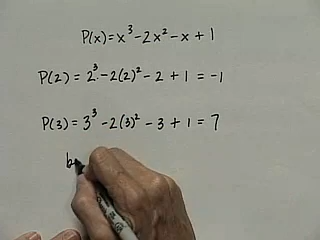 P(x)=x³-2x²-x+1
P(2)=2³-2(2)²-2+1=-1
P(3)=3³-2(3)²-3+1=7